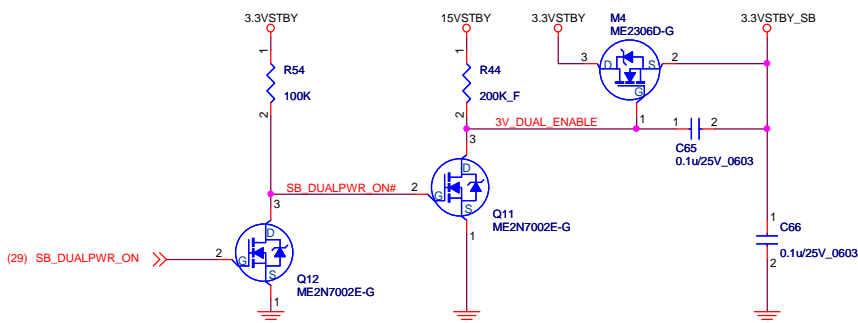 3.3VSTBY
15VSTBY
3.3VSTBY
M4
ME2306D-G
3.3VSTBY_SB
1
R54
100K
2
1
R44
200K_F
2
3
D
S
2
G
1
3V_DUAL_ENABLE
1
2
C65
0.1u/25V_0603
SB_DUALPWR_ON#
2
3
D
G
S
1
Q11
ME2N7002E-G
3
D
G
S
1
Q12
ME2N7002E-G
(29) SB_DUALPWR_ON
2
1
C66
0.1u/25V_0603
2